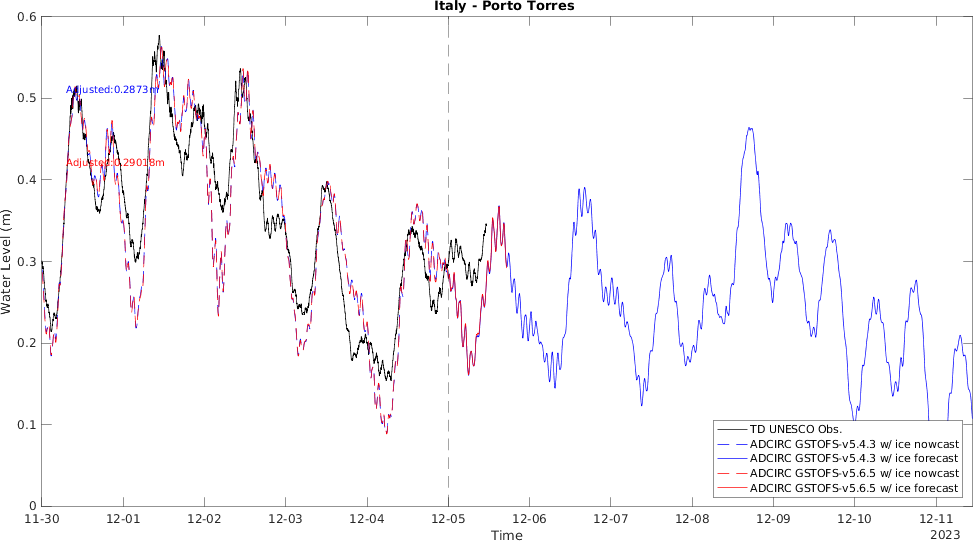 Italy - Porto Torres
Water Level (m)
0.6
0.5
0.4
0.3
0.2
0.1
0
Adjusted:0.2873m
Adjusted:0.29018m
TD UNESCO Obs.
ADCIRC GSTOFS-v5.4.3 w/ ice nowcast
ADCIRC GSTOFS-v5.4.3 w/ ice forecast
ADCIRC GSTOFS-v5.6.5 w/ ice nowcast
ADCIRC GSTOFS-v5.6.5 w/ ice forecast
11-30 12-01 12-02 12-03 12-04 12-05 12-06 12-07 12-08 12-09 12-10 12-11
2023
Time